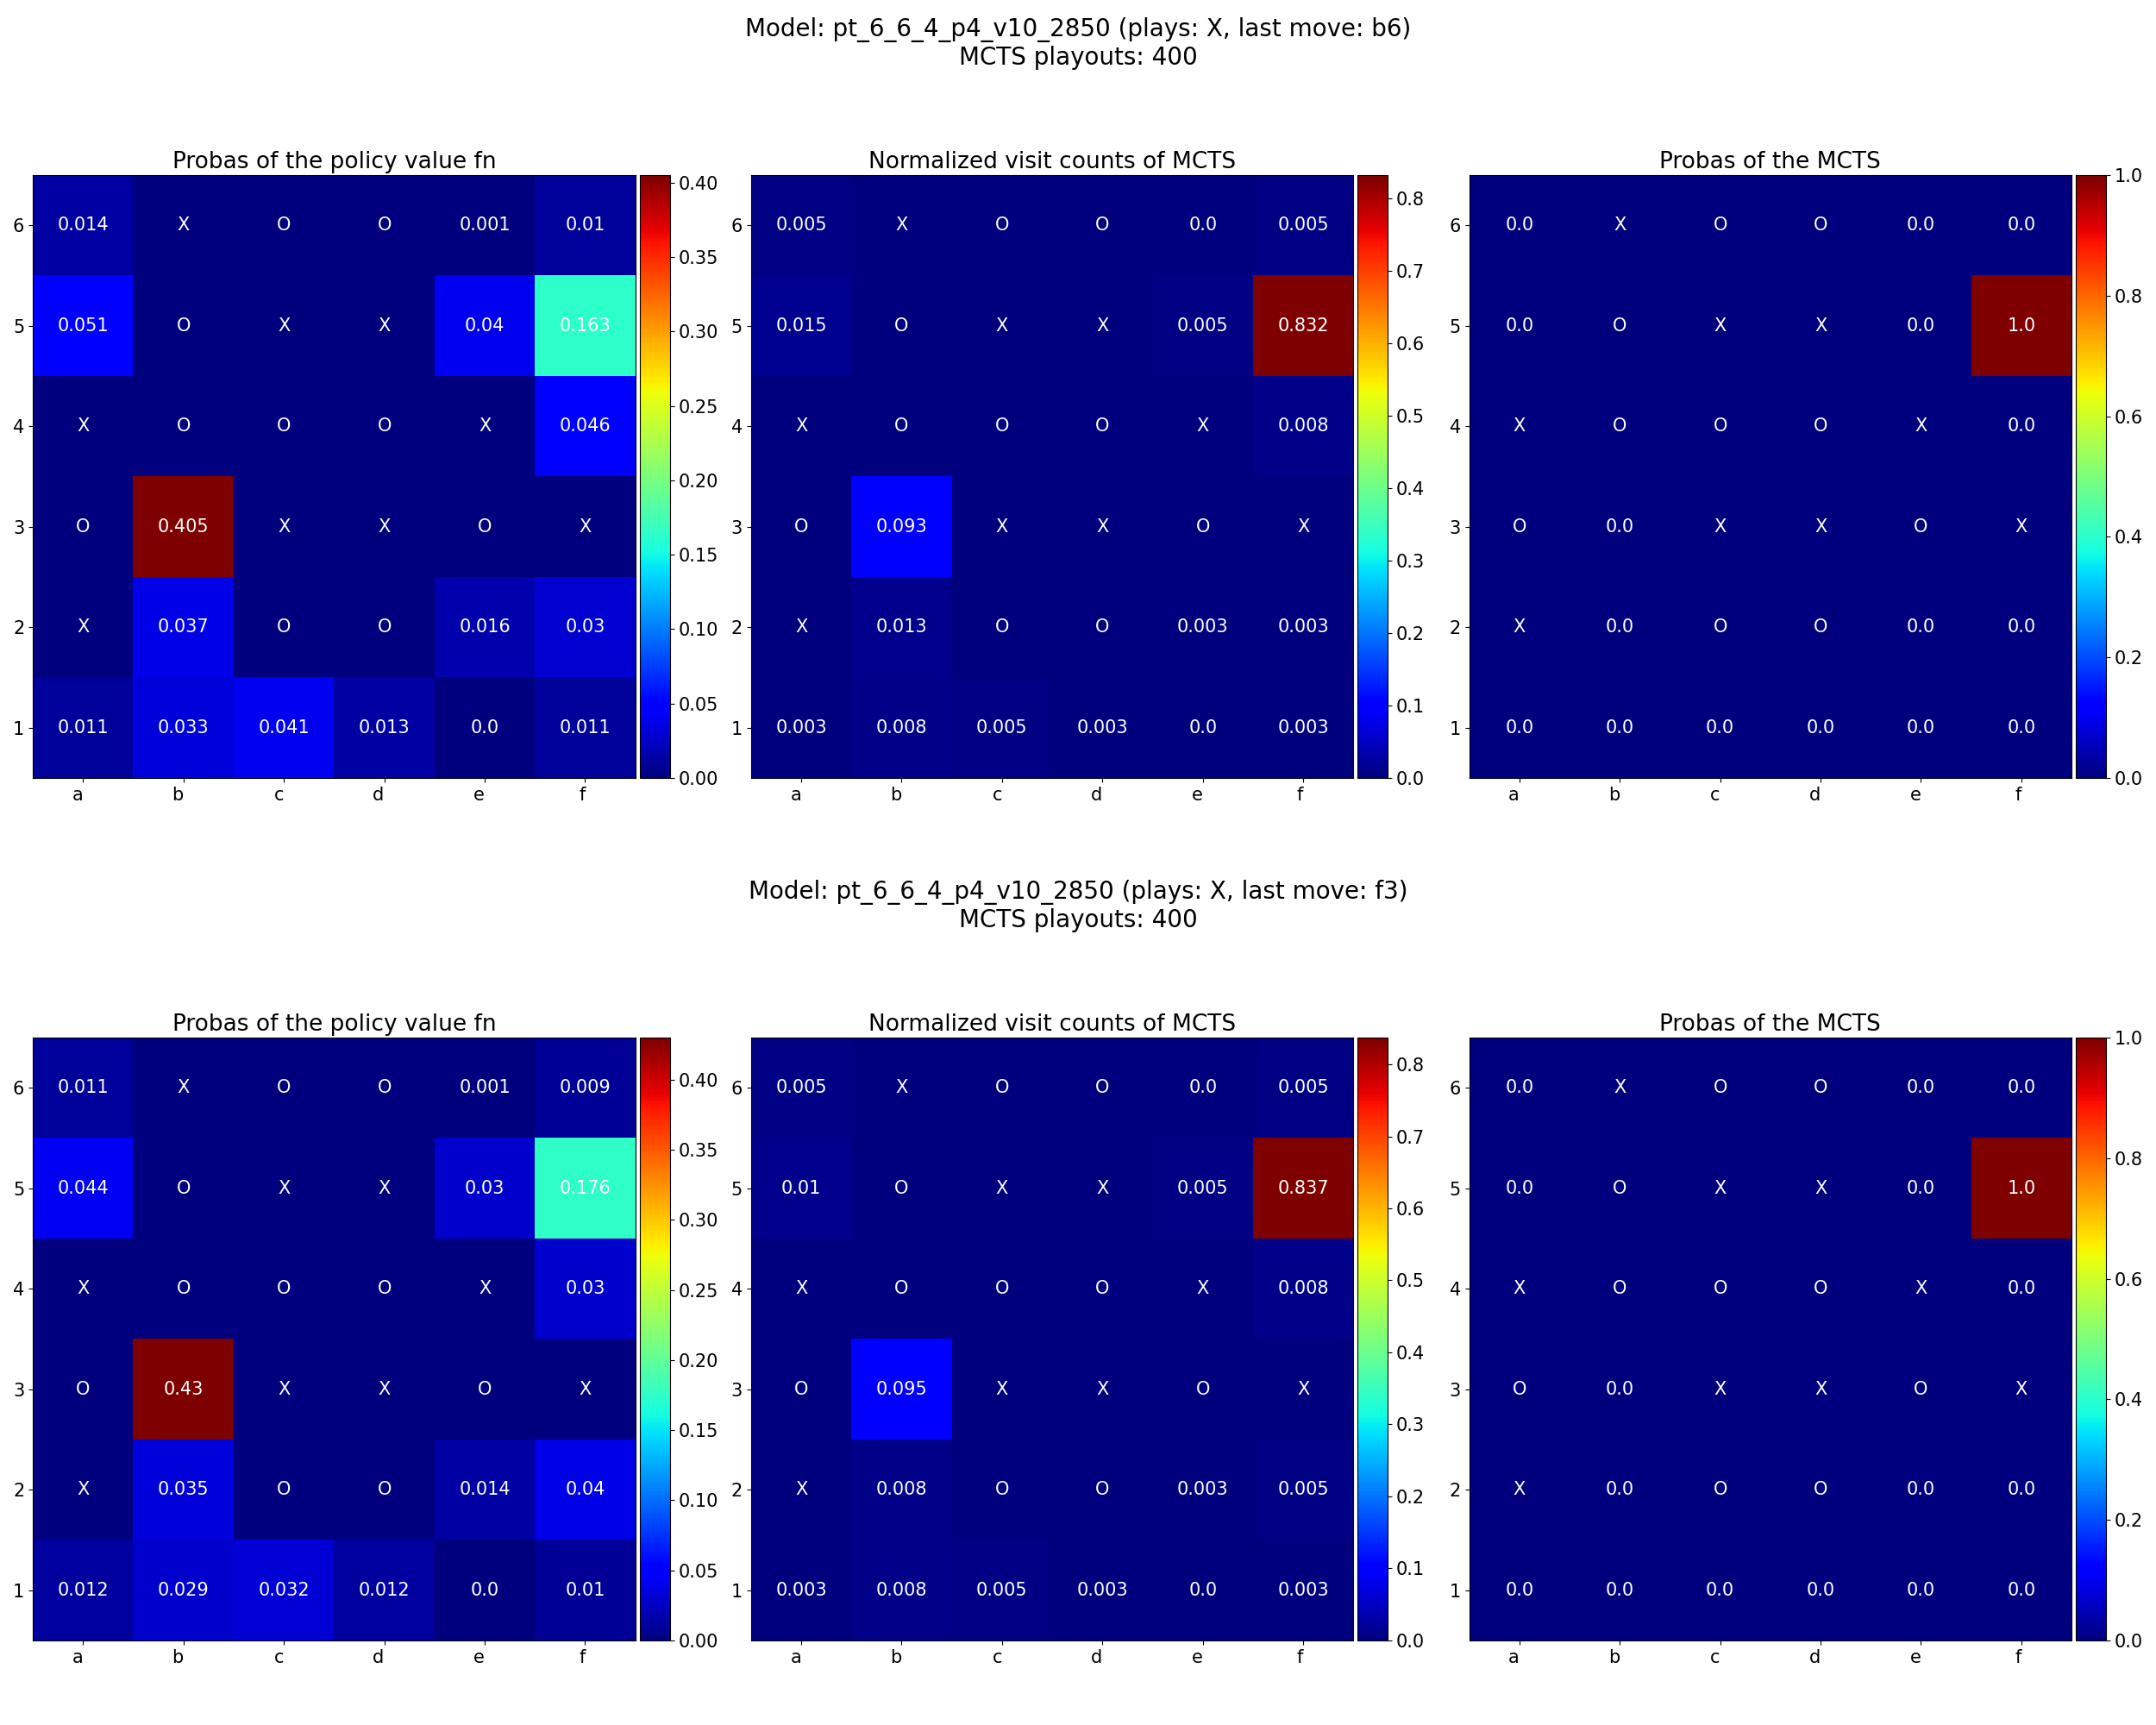 Model: pt_6_6_4_p4_v10_2850 (plays: X, last move: b6)
MCTS playouts: 400
Probas of the policy value fn
6 0.014 X O O 0.001 0.01
5 0.051 O X X 0.04 0.163
4 X O O O X 0.046
3 O 0.405 X X O X
2 X 0.037 O O 0.016 0.03
1 0.011 0.033 0.041 0.013 0.0 0.011
a b c d e f
0.40
0.35
0.30
0.25
0.20
0.15
0.10
0.05
0.00
Normalized visit counts of MCTS
6 0.005 X O O 0.0 0.005
5 0.015 O X X 0.005 0.832
4 X O O O X 0.008
3 O 0.093 X X O X
2 X 0.013 O O 0.003 0.003
1 0.003 0.008 0.005 0.003 0.0 0.003
a b c d e f
0.8
0.7
0.6
0.5
0.4
0.3
0.2
0.1
0.0
Probas of the MCTS
6 0.0 X O O 0.0 0.0
5 0.0 O X X 0.0 1.0
4 X O O O X 0.0
3 O 0.0 X X O X
2 X 0.0 O O 0.0 0.0
1 0.0 0.0 0.0 0.0 0.0 0.0
a b c d e f
1.0
0.8
0.6
0.4
0.2
0.0
Model: pt_6_6_4_p4_v10_2850 (plays: X, last move: f3)
MCTS playouts: 400
Probas of the policy value fn
6 0.011 X O O 0.001 0.009
5 0.044 O X X 0.03 0.176
4 X O O O X 0.03
3 O 0.43 X X O X
2 X 0.035 O O 0.014 0.04
1 0.012 0.029 0.032 0.012 0.0 0.01
a b c d e f
0.40
0.35
0.30
0.25
0.20
0.15
0.10
0.05
0.00
Normalized visit counts of MCTS
6 0.005 X O O 0.0 0.005
5 0.01 O X X 0.005 0.837
4 X O O O X 0.008
3 O 0.095 X X O X
2 X 0.008 O O 0.003 0.005
1 0.003 0.008 0.005 0.003 0.0 0.003
a b c d e f
0.8
0.7
0.6
0.5
0.4
0.3
0.2
0.1
0.0
Probas of the MCTS
6 0.0 X O O 0.0 0.0
5 0.0 O X X 0.0 1.0
4 X O O O X 0.0
3 O 0.0 X X O X
2 X 0.0 O O 0.0 0.0
1 0.0 0.0 0.0 0.0 0.0 0.0
a b c d e f
1.0
0.8
0.6
0.4
0.2
0.0